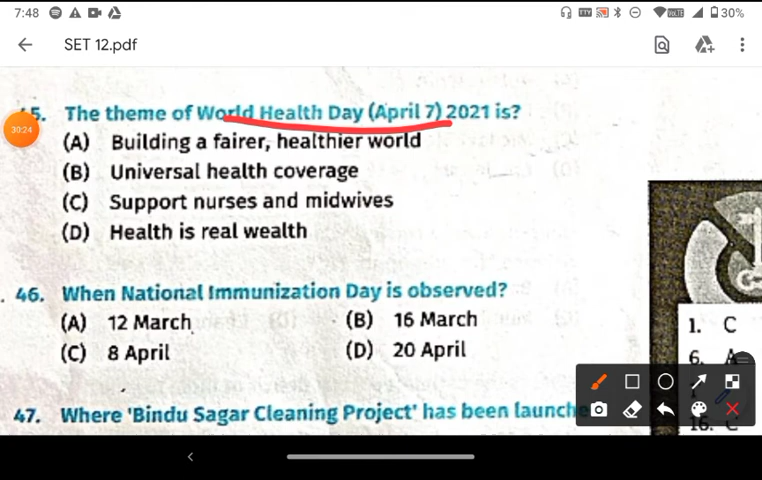 7:48
30%
SET 12.pdf
30:24
5. The theme of World Health Day (April 7) 2021 is?
(A) Building a fairer, healthier world
(B) Universal health coverage
(C) Support nurses and midwives
(D) Health is real wealth
46. When National Immunization Day is observed?
(A) 12 March (B) 16 March
(C) 8 April (D) 20 April
1. C
6. A
47. Where 'Bindu Sagar Cleaning Project' has been launche
16. C